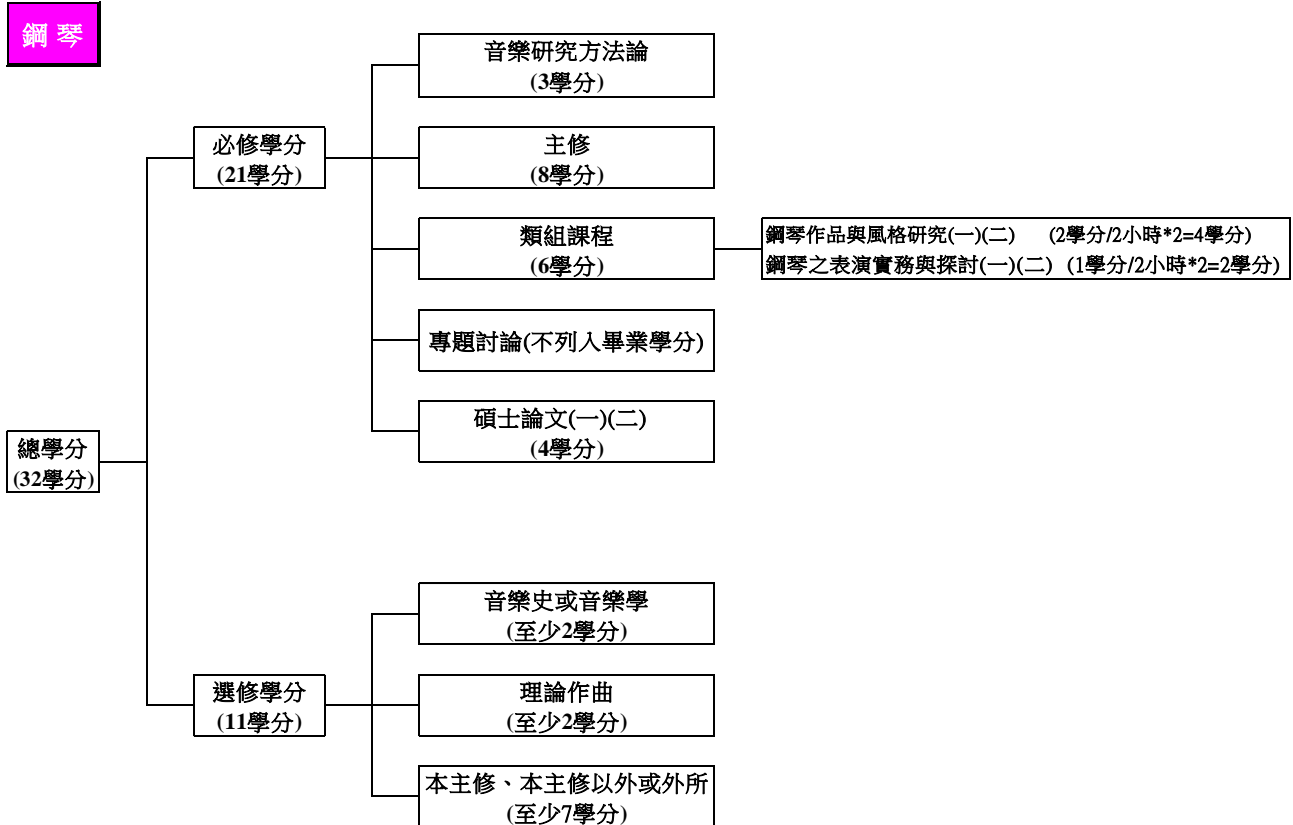 鋼 琴
音樂研究方法論
(3學分)
必修學分
(21學分)
主修
(8學分)
類組課程
(6學分)
鋼琴作品與風格研究(一)(二) (2學分/2小時*2=4學分)
鋼琴之表演實務與探討(一)(二) (1學分/2小時*2=2學分)
專題討論(不列入畢業學分)
碩士論文(一)(二)
(4學分)
總學分
(32學分)
音樂史或音樂學
(至少2學分)
選修學分
(11學分)
理論作曲
(至少2學分)
本主修、本主修以外或外所
(至少7學分)